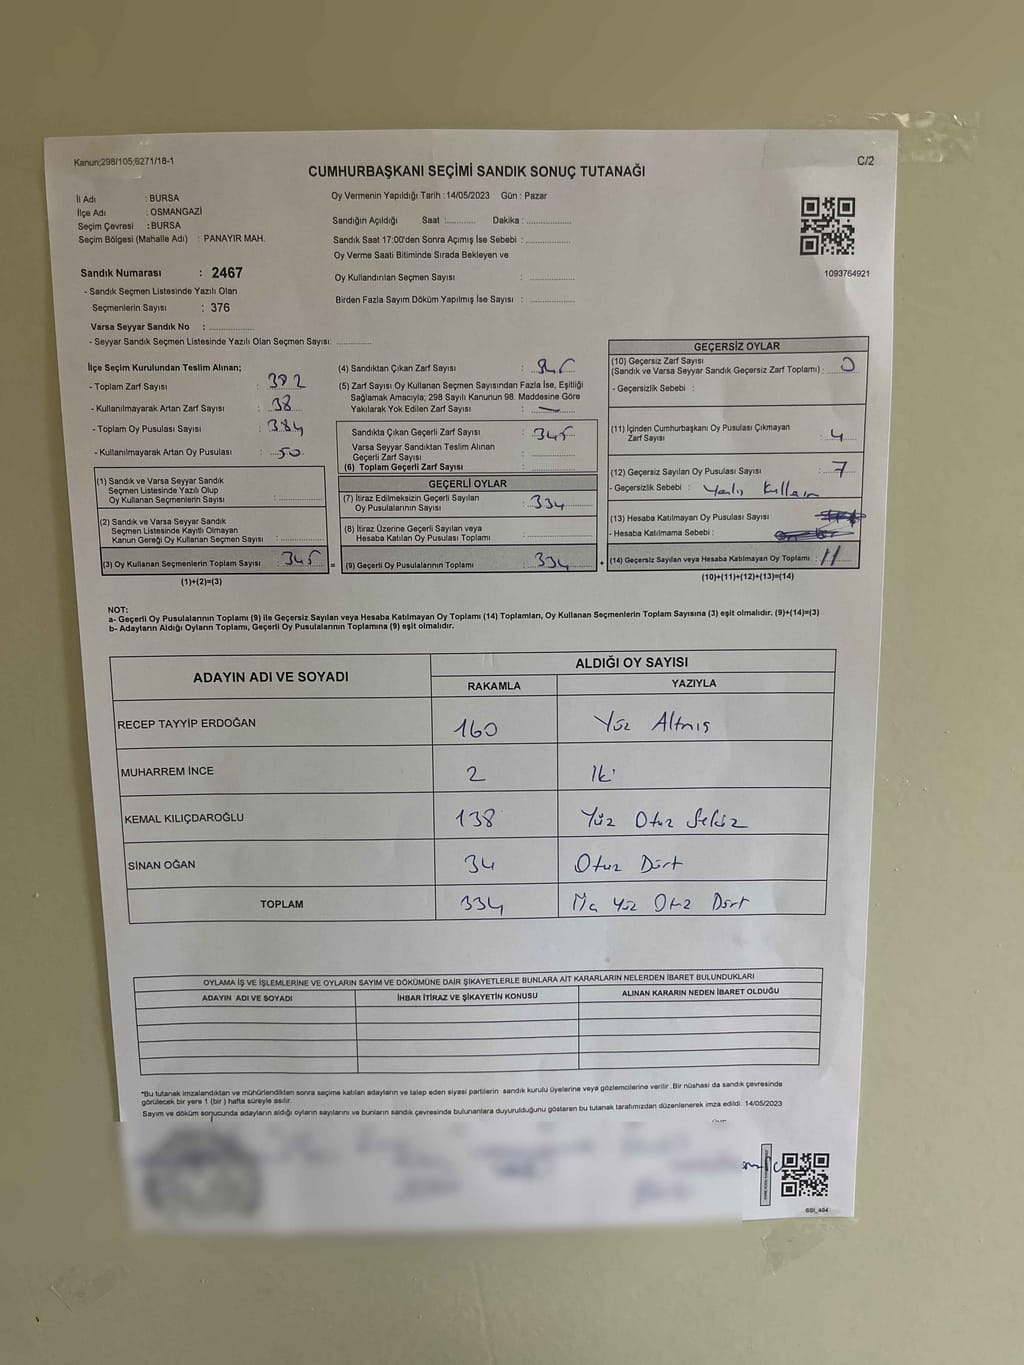 Kanun;298/105;6271/18-1
C/2
CUMHURBAŞKANI SEÇİMİ SANDIK SONUÇ TUTANAĞI
İl Adı : BURSA
İlçe Adı : OSMANGAZİ
Seçim Çevresi : BURSA
Seçim Bölgesi (Mahalle Adı) : PANAYIR MAH.
Sandık Numarası : 2467
- Sandık Seçmen Listesinde Yazılı Olan
Seçmenlerin Sayısı : 376
Varsa Seyyar Sandık No : ..............
- Seyyar Sandık Seçmen Listesinde Yazılı Olan Seçmen Sayısı: ............
Oy Vermenin Yapıldığı Tarih : 14/05/2023 Gün : Pazar
Sandığın Açıldığı Saat :........... Dakika : ...............
Sandık Saat 17:00'den Sonra Açımış İse Sebebi : ...............
Oy Verme Saati Bitiminde Sırada Bekleyen ve
Oy Kullandırılan Seçmen Sayısı : ...............
Birden Fazla Sayım Döküm Yapılmış İse Sayısı : ...............
1093764921
İlçe Seçim Kurulundan Teslim Alınan;
- Toplam Zarf Sayısı : 382
- Kullanılmayarak Artan Zarf Sayısı : 38
- Toplam Oy Pusulası Sayısı : 384
- Kullanılmayarak Artan Oy Pusulası : 50
(1) Sandık ve Varsa Seyyar Sandık
Seçmen Listesinde Yazılı Olup
Oy Kullanan Seçmenlerin Sayısı : ............
(2) Sandık ve Varsa Seyyar Sandık
Seçmen Listesinde Kayıtlı Olmayan
Kanun Gereği Oy Kullanan Seçmen Sayısı : ............
(3) Oy Kullanan Seçmenlerin Toplam Sayısı : 345
(1)+(2)=(3)
(4) Sandıktan Çıkan Zarf Sayısı : 345
(5) Zarf Sayısı Oy Kullanan Seçmen Sayısından Fazla İse, Eşitliği
Sağlamak Amacıyla; 298 Sayılı Kanunun 98. Maddesine Göre
Yakılarak Yok Edilen Zarf Sayısı : —
Sandıkta Çıkan Geçerli Zarf Sayısı : 345
Varsa Seyyar Sandıktan Teslim Alınan
Geçerli Zarf Sayısı : ............
(6) Toplam Geçerli Zarf Sayısı : ............
GEÇERLİ OYLAR
(7) İtiraz Edilmeksizin Geçerli Sayılan
Oy Pusulalarının Sayısı : 334
(8) İtiraz Üzerine Geçerli Sayılan veya
Hesaba Katılan Oy Pusulası Toplamı : ............
= (9) Geçerli Oy Pusulalarının Toplamı : 334 +
GEÇERSİZ OYLAR
(10) Geçersiz Zarf Sayısı
(Sandık ve Varsa Seyyar Sandık Geçersiz Zarf Toplamı) : 0
- Geçersizlik Sebebi :
(11) İçinden Cumhurbaşkanı Oy Pusulası Çıkmayan
Zarf Sayısı : 4
(12) Geçersiz Sayılan Oy Pusulası Sayısı : 7
- Geçersizlik Sebebi :
(13) Hesaba Katılmayan Oy Pusulası Sayısı
- Hesaba Katılmama Sebebi :
(14) Geçersiz Sayılan veya Hesaba Katılmayan Oy Toplamı : 11
(10)+(11)+(12)+(13)=(14)
NOT:
a- Geçerli Oy Pusulalarının Toplamı (9) ile Geçersiz Sayılan veya Hesaba Katılmayan Oy Toplamı (14) Toplamları, Oy Kullanan Seçmenlerin Toplam Sayısına (3) eşit olmalıdır. (9)+(14)=(3)
b- Adayların Aldığı Oyların Toplamı, Geçerli Oy Pusulalarının Toplamına (9) eşit olmalıdır.
ADAYIN ADI VE SOYADI ALDIĞI OY SAYISI
RAKAMLA YAZIYLA
RECEP TAYYİP ERDOĞAN 160 Yüz Altmış
MUHARREM İNCE 2 İki
KEMAL KILIÇDAROĞLU 138 Yüz Otuz Sekiz
SİNAN OĞAN 34 Otuz Dört
TOPLAM 334 Yüz Otuz Dört
OYLAMA İŞ VE İŞLEMLERİNE VE OYLARIN SAYIM VE DÖKÜMÜNE DAİR ŞİKAYETLERLE BUNLARA AİT KARARLARIN NELERDEN İBARET BULUNDUKLARI
ADAYIN ADI VE SOYADI İHBAR İTİRAZ VE ŞİKAYETİN KONUSU ALINAN KARARIN NEDEN İBARET OLDUĞU
*Bu tutanak imzalandıktan ve mühürlendikten sonra seçime katılan adayların ve talep eden siyasi partilerin sandık kurulu üyelerine veya gözlemcilerine verilir. Bir nüshası da sandık çevresinde
görülecek bir yere 1 (bir) hafta süreyle asılır.
Sayım ve döküm sonucunda adayların aldığı oyların sayılarını ve bunların sandık çevresinde bulunanlara duyurulduğunu gösteren bu tutanak tarafımızdan düzenlenerek imza edildi. 14/05/2023
SSI_464